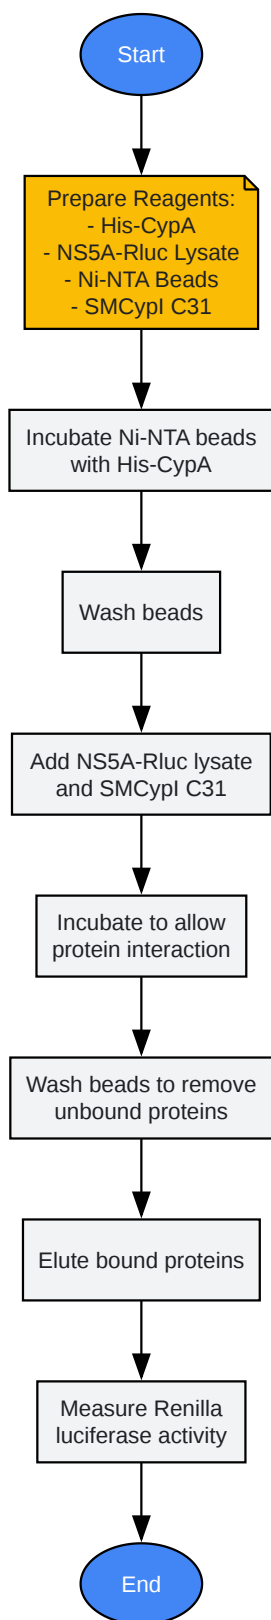 Start
Prepare Reagents:
- His-CypA
- NS5A-Rluc Lysate
- Ni-NTA Beads
- SMCypI C31
Incubate Ni-NTA beads
with His-CypA
Wash beads
Add NS5A-Rluc lysate
and SMCypI C31
Incubate to allow
protein interaction
Wash beads to remove
unbound proteins
Elute bound proteins
Measure Renilla
luciferase activity
End